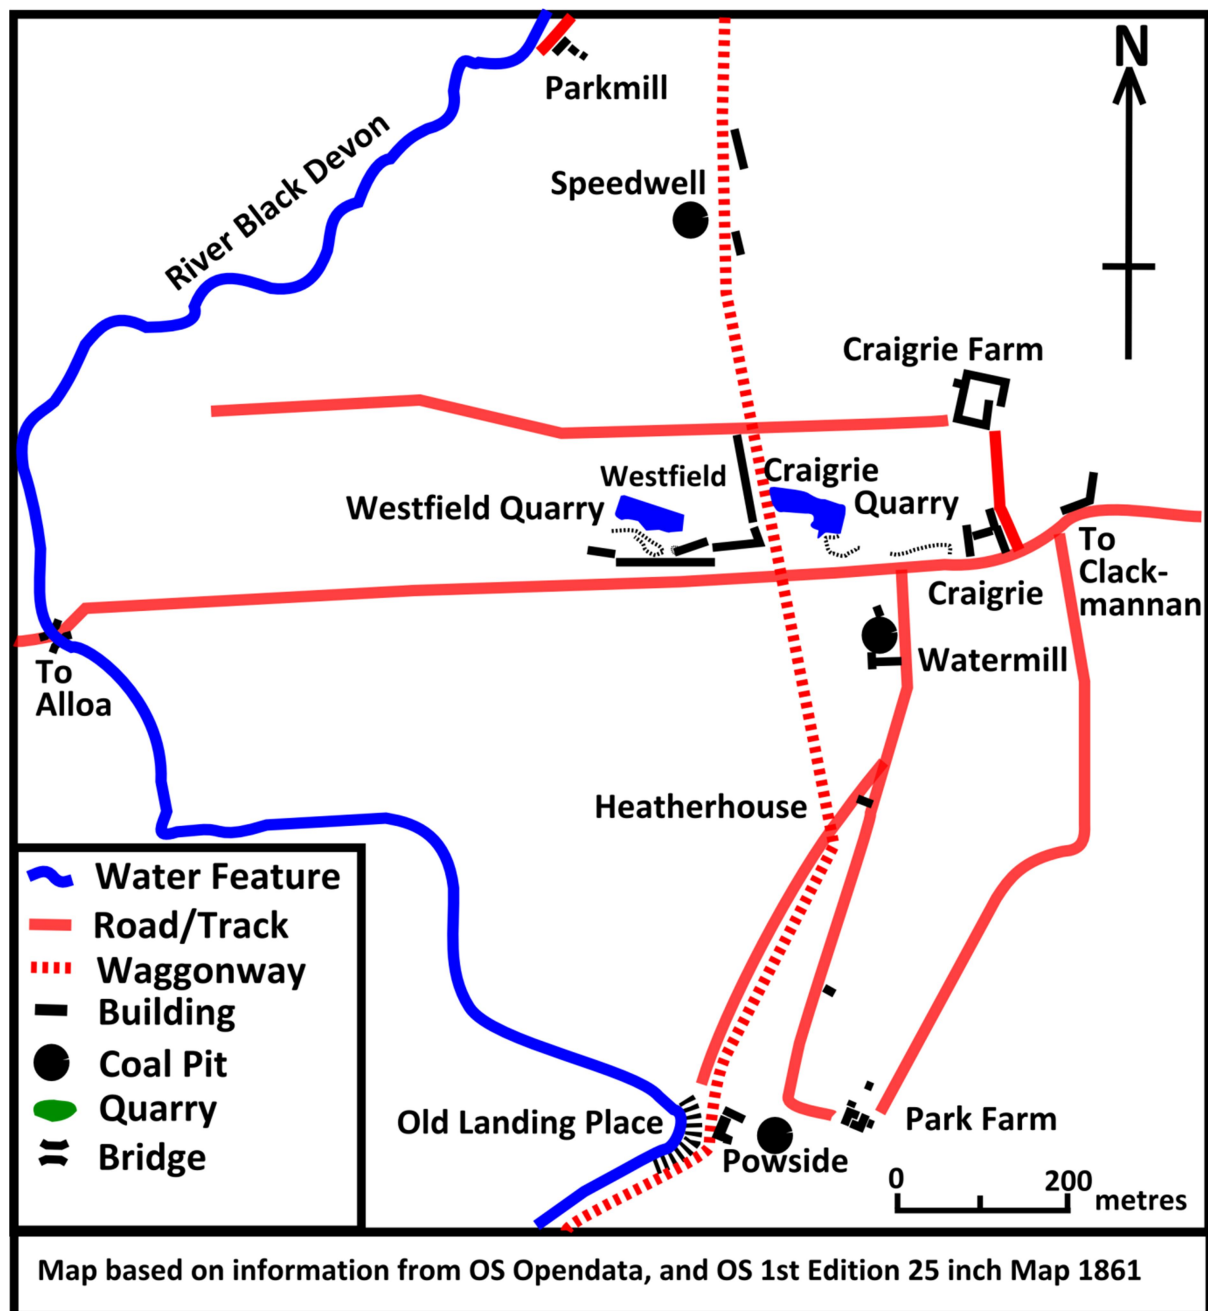 N
Parkmill
River Black Devon
Speedwell
Craigrie Farm
Westfield
Craigrie
Westfield Quarry
Quarry
To
Clack-
mannan
Craigrie
Watermill
To
Alloa
Heatherhouse
Water Feature
Road/Track
Waggonway
Building
Coal Pit
Quarry
Bridge
Old Landing Place
Powside
Park Farm
0
200
metres
Map based on information from OS Opendata, and OS 1st Edition 25 inch Map 1861